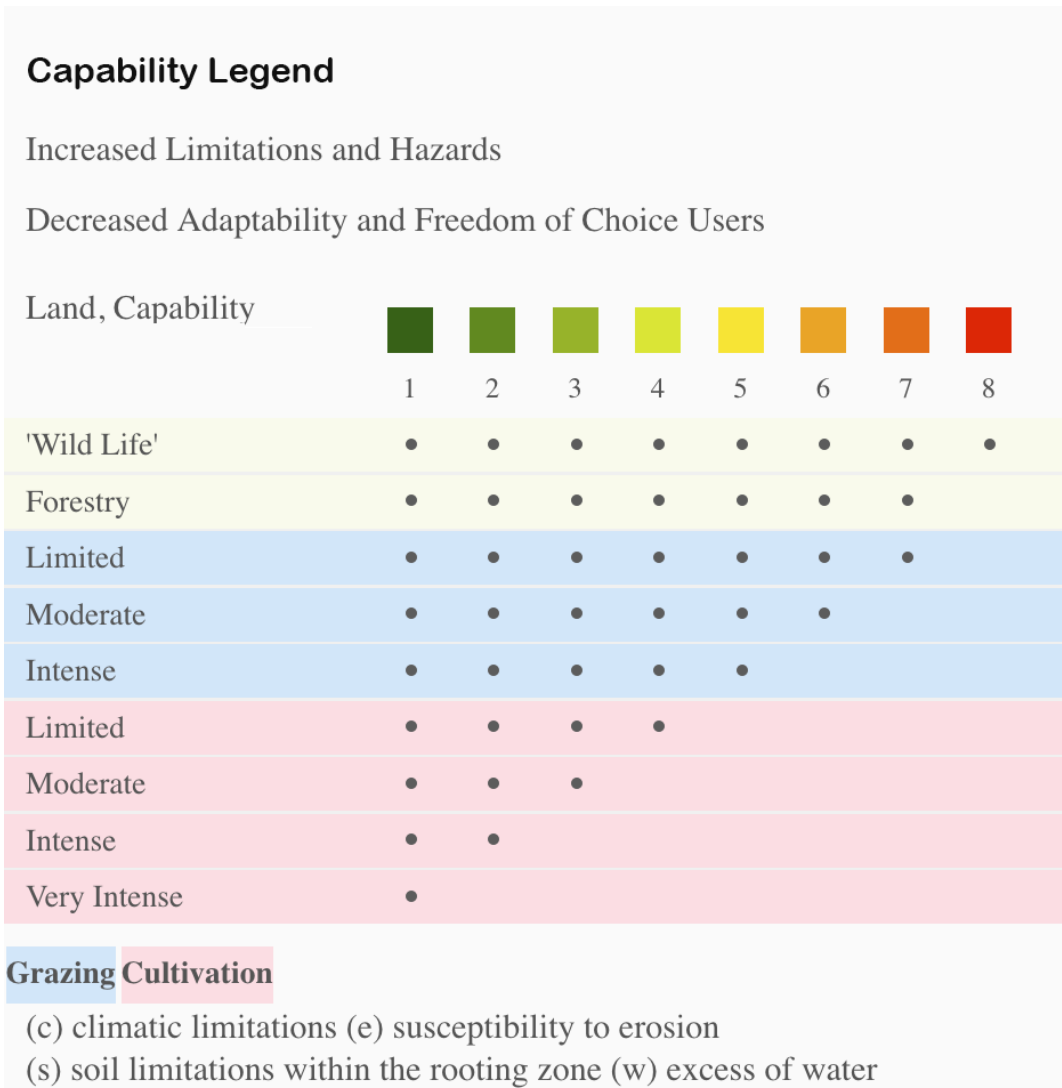 Capability Legend
Increased Limitations and Hazards
Decreased Adaptability and Freedom of Choice Users
Land, Capability
1 2 3 4 5 6 7 8
'Wild Life' • • • • • • • •
Forestry • • • • • • •
Limited • • • • • • •
Moderate • • • • • •
Intense • • • • •
Limited • • • •
Moderate • • •
Intense • •
Very Intense •
Grazing Cultivation
(c) climatic limitations (e) susceptibility to erosion
(s) soil limitations within the rooting zone (w) excess of water